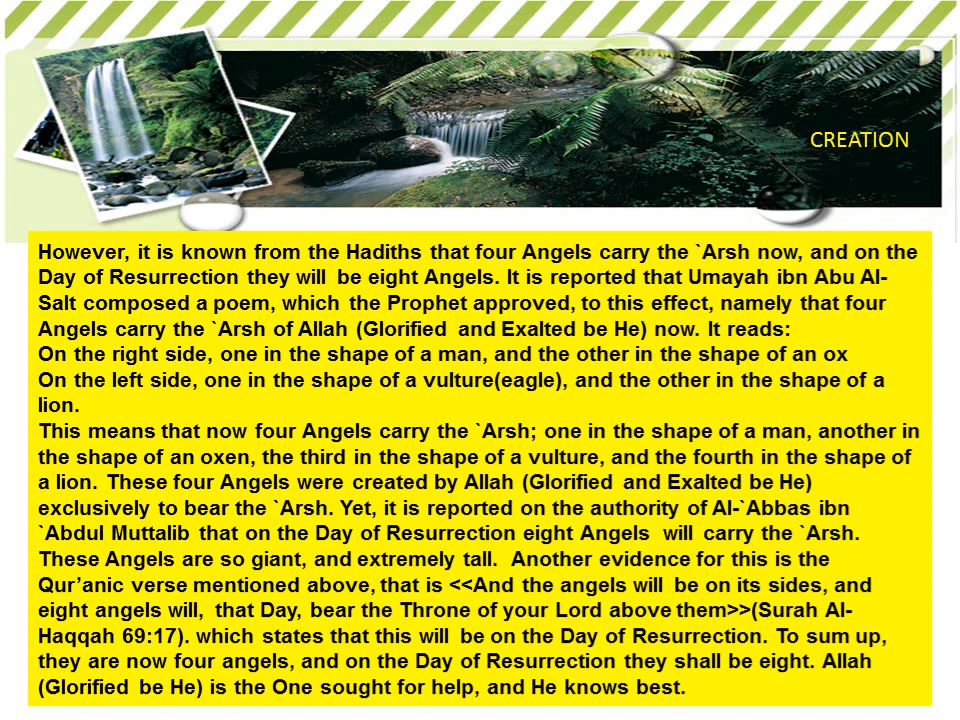 CREATION
However, it is known from the Hadiths that four Angels carry the `Arsh now, and on the
Day of Resurrection they will be eight Angels. It is reported that Umayah ibn Abu Al-
Salt composed a poem, which the Prophet approved, to this effect, namely that four
Angels carry the `Arsh of Allah (Glorified and Exalted be He) now. It reads:
On the right side, one in the shape of a man, and the other in the shape of an ox
On the left side, one in the shape of a vulture(eagle), and the other in the shape of a
lion.
This means that now four Angels carry the `Arsh; one in the shape of a man, another in
the shape of an oxen, the third in the shape of a vulture, and the fourth in the shape of
a lion. These four Angels were created by Allah (Glorified and Exalted be He)
exclusively to bear the `Arsh. Yet, it is reported on the authority of Al-`Abbas ibn
`Abdul Muttalib that on the Day of Resurrection eight Angels will carry the `Arsh.
These Angels are so giant, and extremely tall. Another evidence for this is the
Qur’anic verse mentioned above, that is <<And the angels will be on its sides, and
eight angels will, that Day, bear the Throne of your Lord above them>>(Surah Al-
Haqqah 69:17). which states that this will be on the Day of Resurrection. To sum up,
they are now four angels, and on the Day of Resurrection they shall be eight. Allah
(Glorified be He) is the One sought for help, and He knows best.